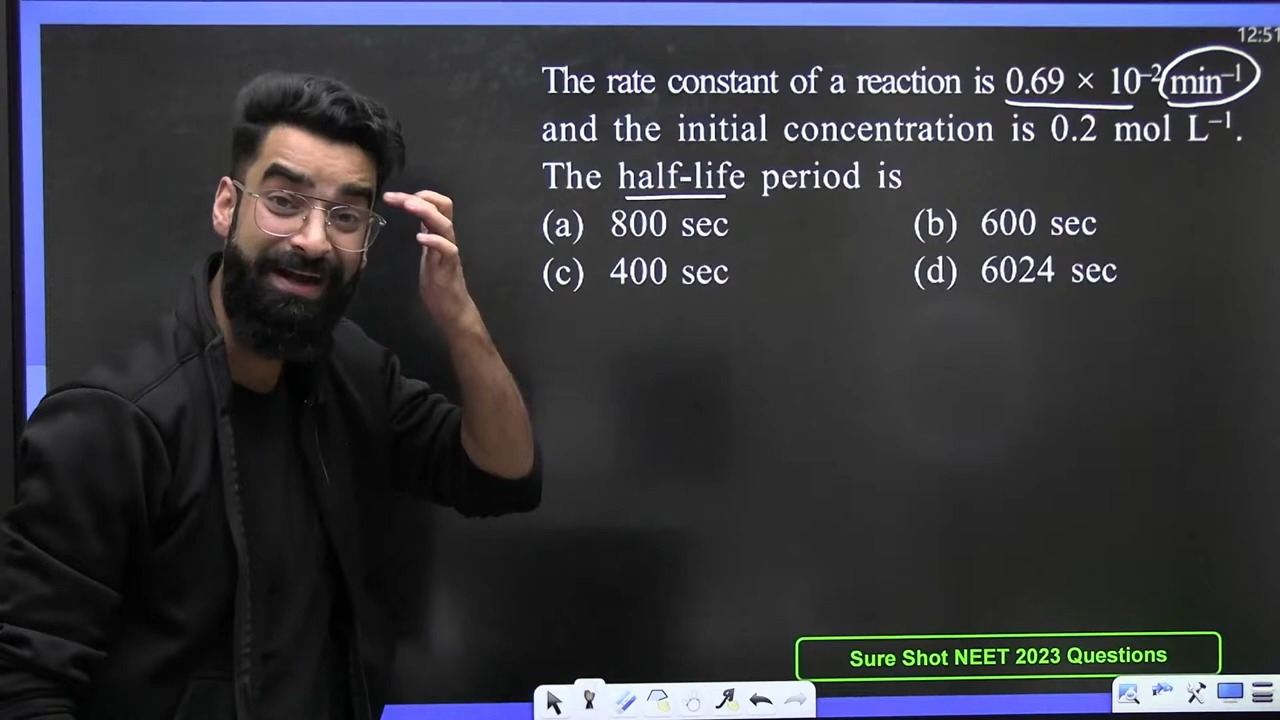 12:51
The rate constant of a reaction is 0.69 × 10⁻² min⁻¹
and the initial concentration is 0.2 mol L⁻¹.
The half-life period is
(a) 800 sec (b) 600 sec
(c) 400 sec (d) 6024 sec
Sure Shot NEET 2023 Questions